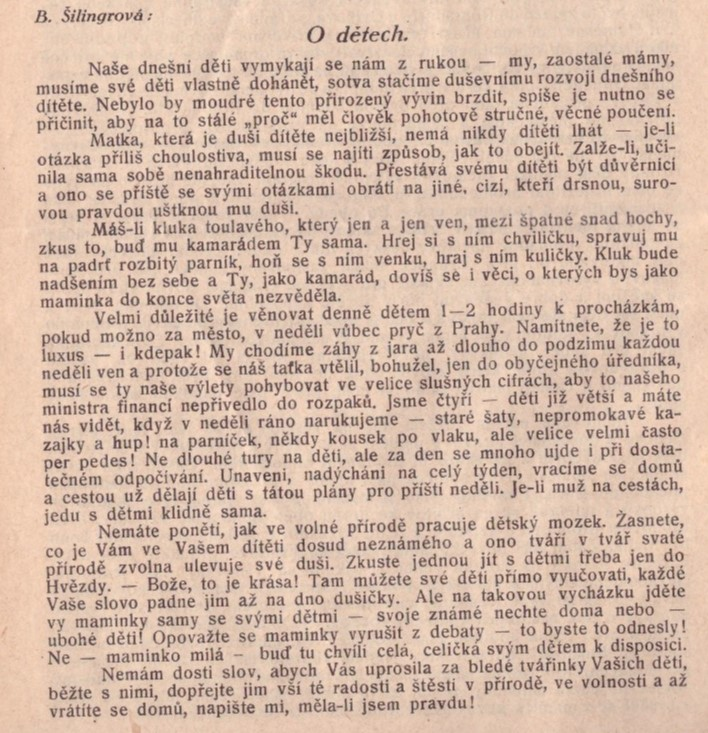 B. Šilingrová:
O dětech.
Naše dnešní děti vymykají se nám z rukou — my, zaostalé mámy,
musíme své děti vlastně dohánět, sotva stačíme duševnímu rozvoji dnešního
dítěte. Nebylo by moudré tento přirozený vývin brzdit, spíše je nutno se
přičinit, aby na to stálé „proč“ měl člověk pohotově stručné, věcné poučení.
Matka, která je duši dítěte nejbližší, nemá nikdy dítěti lhát — je-li
otázka příliš choulostiva, musí se najíti způsob, jak to obejít. Zalže-li, uči-
nila sama sobě nenahraditelnou škodu. Přestává svému dítěti být důvěrnicí
a ono se příště se svými otázkami obrátí na jiné, cizí, kteří drsnou, suro-
vou pravdou uštknou mu duši.
Máš-li kluka toulavého, který jen a jen ven, mezi špatné snad hochy,
zkus to, buď mu kamarádem Ty sama. Hrej si s ním chviličku, spravuj mu
na padrť rozbitý parník, hoň se s ním venku, hraj s ním kuličky. Kluk bude
nadšením bez sebe a Ty, jako kamarád, dovíš se i věci, o kterých bys jako
maminka do konce světa nezvěděla.
Velmi důležité je věnovat denně dětem 1—2 hodiny k procházkám,
pokud možno za město, v neděli vůbec pryč z Prahy. Namítnete, že je to
luxus — i kdepak! My chodíme záhy z jara až dlouho do podzimu každou
neděli ven a protože se náš taťka vtělil, bohužel, jen do obyčejného úředníka,
musí se ty naše výlety pohybovat ve velice slušných cifrách, aby to našeho
ministra financí nepřivedlo do rozpaků. Jsme čtyři — děti již větší a máte
nás vidět, když v neděli ráno narukujeme — staré šaty, nepromokavé ka-
zajky a hup! na parníček, někdy kousek po vlaku, ale velice velmi často
per pedes! Ne dlouhé tury na děti, ale za den se mnoho ujde i při dosta-
tečném odpočívání. Unaveni, nadýcháni na celý týden, vracíme se domů
a cestou už dělají děti s tátou plány pro příští neděli. Je-li muž na cestách,
jedu s dětmi klidně sama.
Nemáte ponětí, jak ve volné přírodě pracuje dětský mozek. Žasnete,
co je Vám ve Vašem dítěti dosud neznámého a ono tváří v tvář svaté
přírodě zvolna ulevuje své duši. Zkuste jednou jít s dětmi třeba jen do
Hvězdy. — Bože, to je krása! Tam můžete své děti přímo vyučovati, každé
Vaše slovo padne jim až na dno dušičky. Ale na takovou vycházku jděte
vy maminky samy se svými dětmi — svoje známé nechte doma nebo —
ubohé děti! Opovažte se maminky vyrušit z debaty — to byste to odnesly!
Ne — maminko milá — buď tu chvíli celá, celičká svým dětem k disposici.
Nemám dosti slov, abych Vás uprosila za bledé tvářinky Vašich dětí,
běžte s nimi, dopřejte jim vší té radosti a štěstí v přírodě, ve volnosti a až
vrátíte se domů, napište mi, měla-li jsem pravdu!